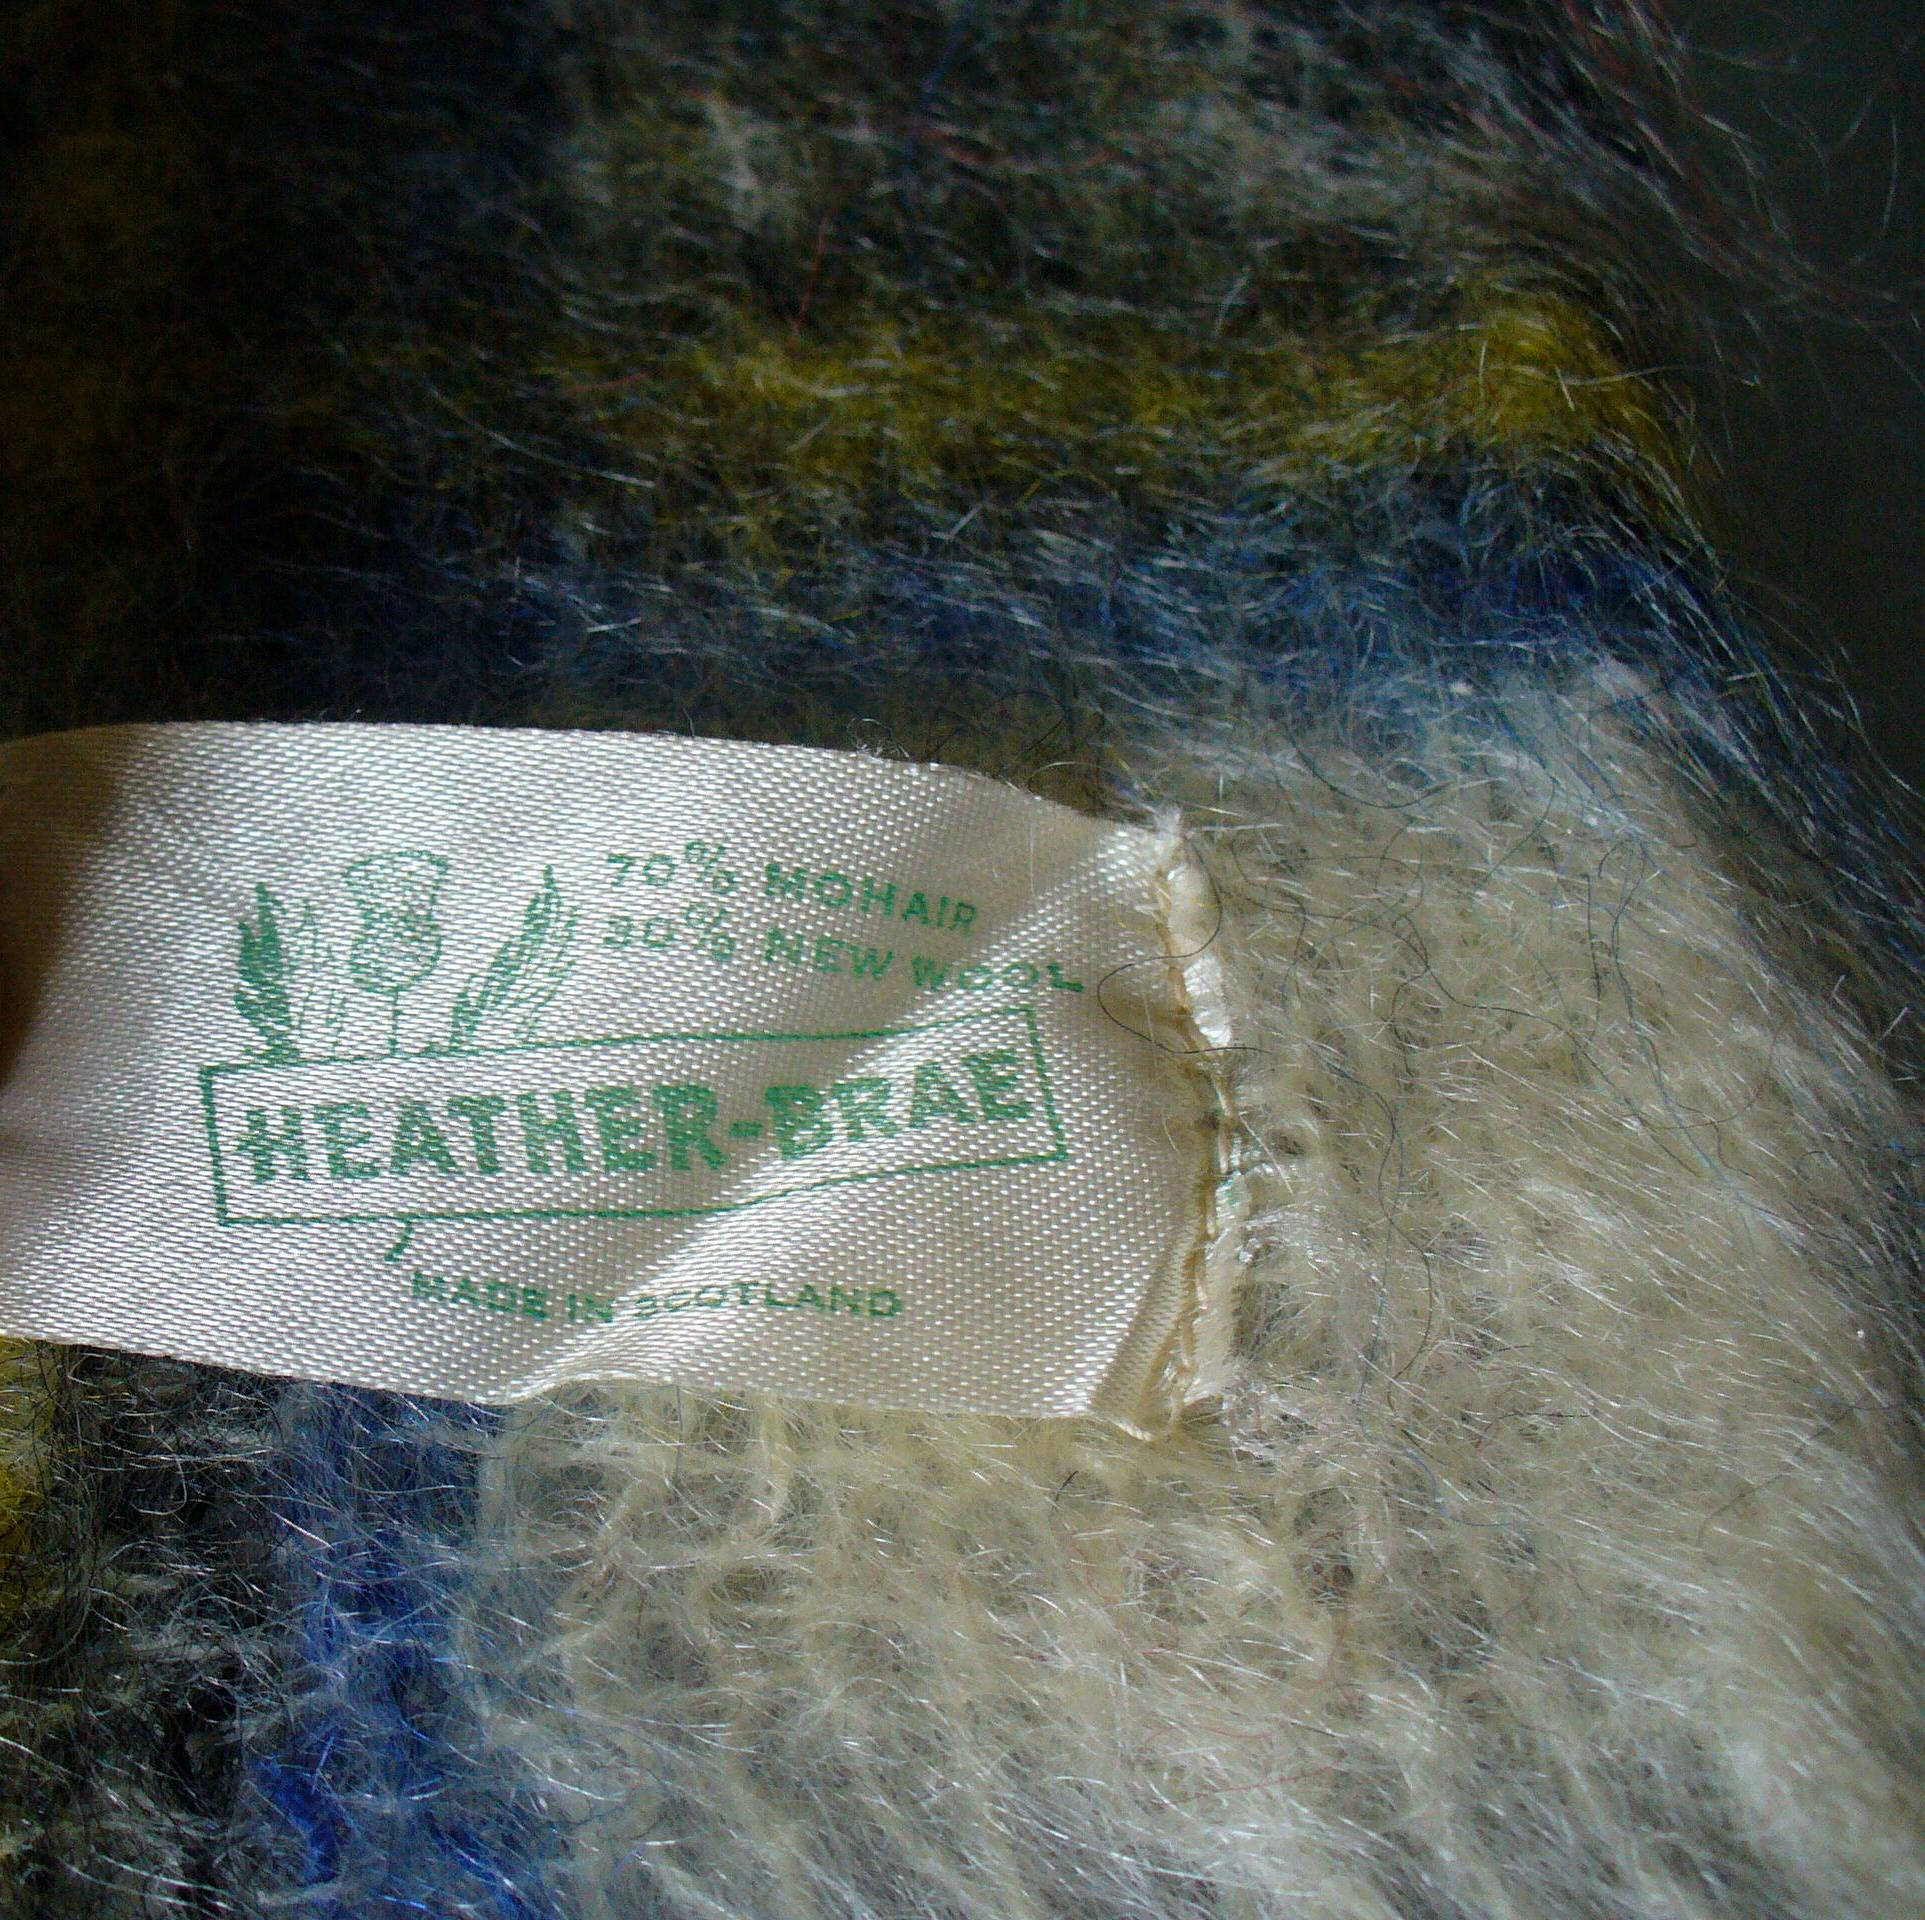 70% MOHAIR
30% NEW WOOL
HEATHER-BRAE
MADE IN SCOTLAND